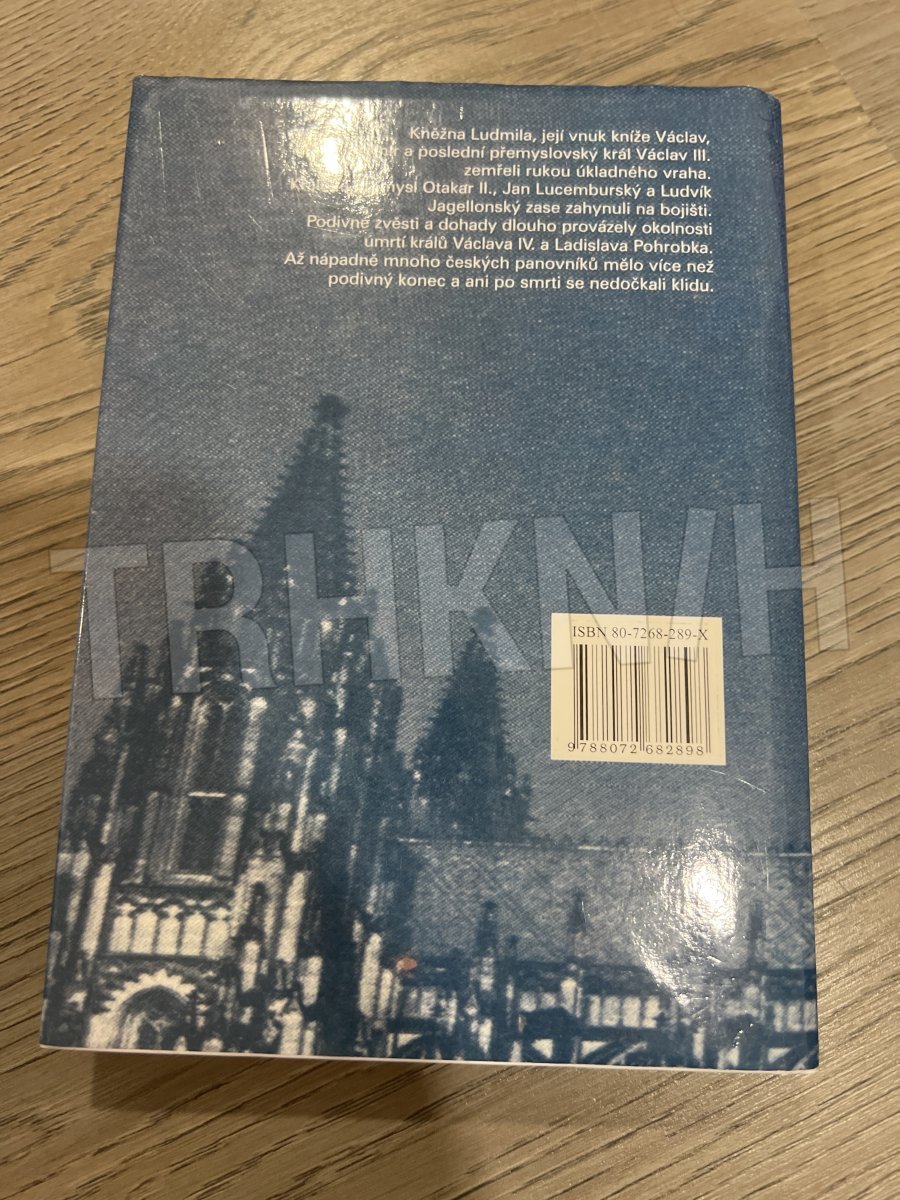 Kněžna Ludmila, její vnuk kníže Václav,
a poslední přemyslovský král Václav III.
zemřeli rukou úkladného vraha.
Otakar II., Jan Lucemburský a Ludvík
Jagellonský zase zahynuli na bojišti.
Podivné zvěsti a dohady dlouho provázely okolnosti
úmrtí králů Václava IV. a Ladislava Pohrobka.
Až nápadně mnoho českých panovníků mělo více než
podivný konec a ani po smrti se nedočkali klidu.
TRHKNIH
ISBN 80-7268-289-X
9 788072 682898